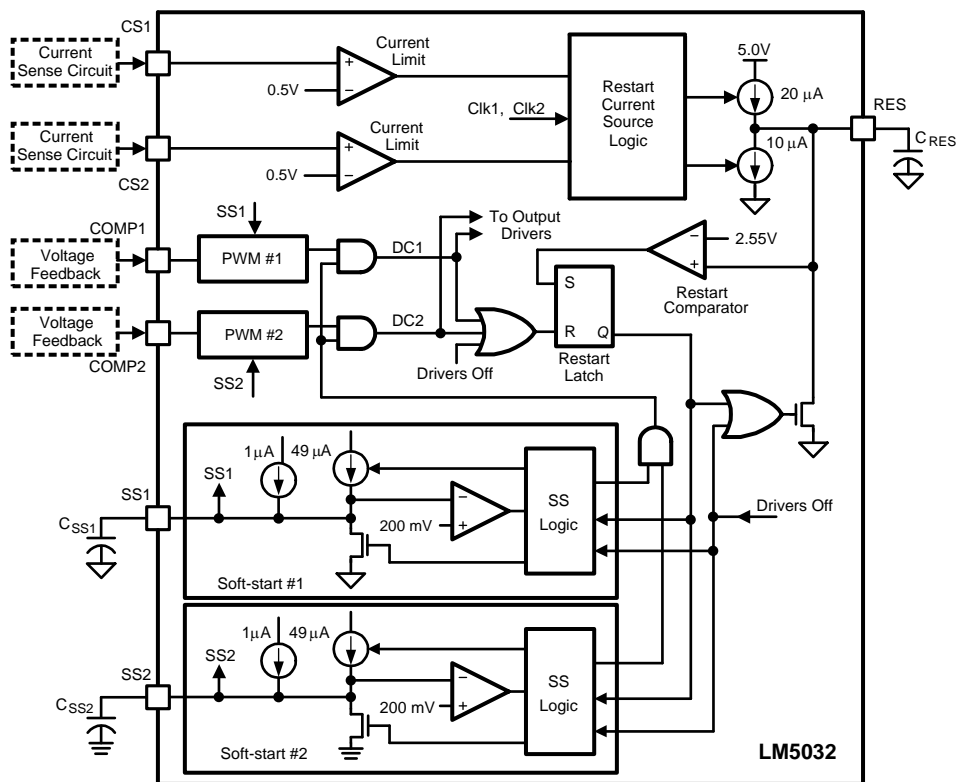 CS1
Current
Sense Circuit
+
−
0.5V
Current
Limit
Current
Sense Circuit
CS2
+
−
0.5V
Current
Limit
Clk1, Clk2
Restart
Current
Source
Logic
5.0V
20 µA
10 µA
RES
C RES
COMP1
Voltage
Feedback
SS1
PWM #1
DC1
To Output
Drivers
−
+
2.55V
Restart
Comparator
Voltage
Feedback
COMP2
PWM #2
SS2
DC2
Drivers Off
S
R Q
Restart
Latch
SS1
C SS1
SS1
1µA
49 µA
−
+
200 mV
SS
Logic
Soft-start #1
Drivers Off
SS2
C SS2
SS2
1µA
49 µA
−
+
200 mV
SS
Logic
Soft-start #2
LM5032